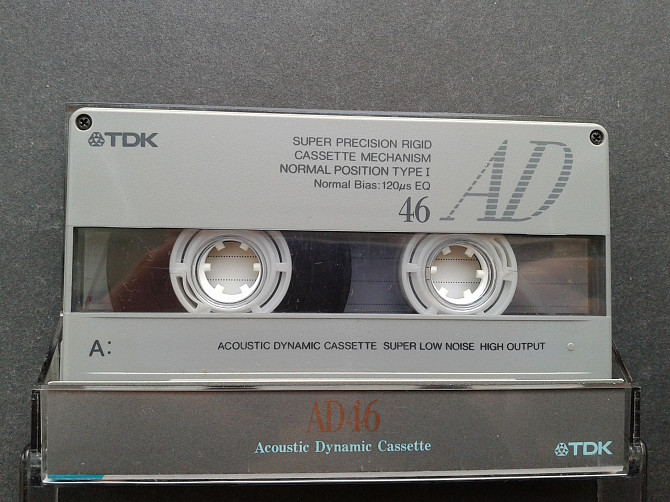 TDK
SUPER PRECISION RIGID
CASSETTE MECHANISM
NORMAL POSITION TYPE I
Normal Bias:120µs EQ
46
AD
A:
ACOUSTIC DYNAMIC CASSETTE SUPER LOW NOISE HIGH OUTPUT
AD46
Acoustic Dynamic Cassette
TDK